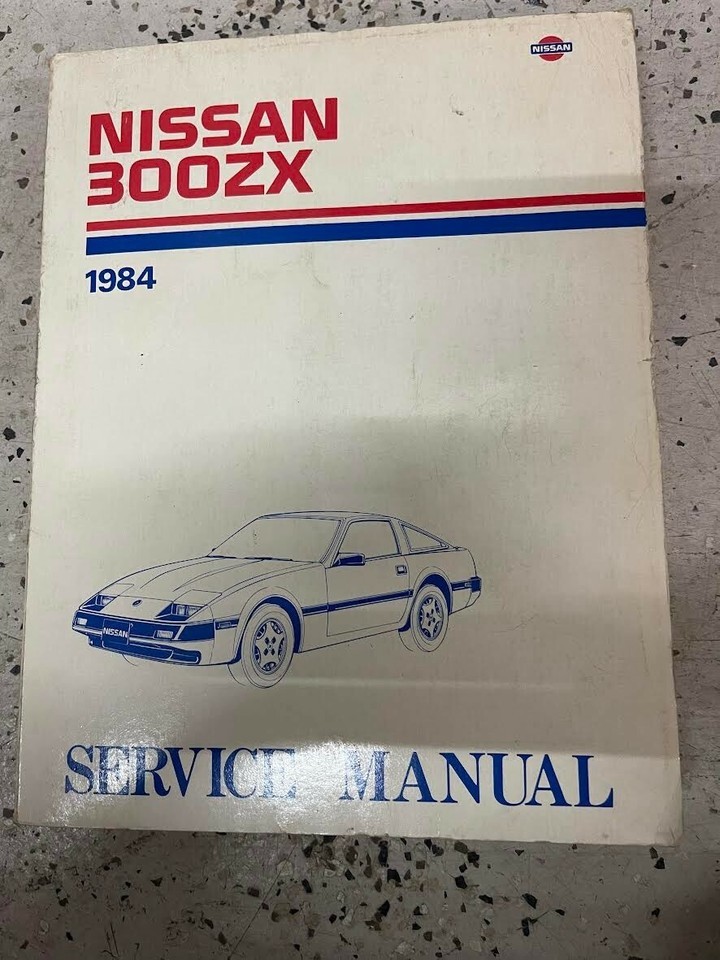 NISSAN
NISSAN
300ZX
1984
NISSAN
SERVICE MANUAL